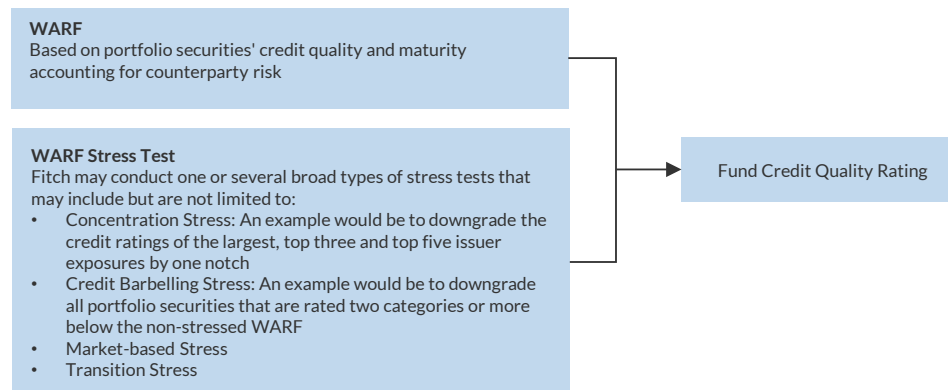 WARF
Based on portfolio securities' credit quality and maturity
accounting for counterparty risk
WARF Stress Test
Fitch may conduct one or several broad types of stress tests that
may include but are not limited to:
• Concentration Stress: An example would be to downgrade the
credit ratings of the largest, top three and top five issuer
exposures by one notch
• Credit Barbelling Stress: An example would be to downgrade
all portfolio securities that are rated two categories or more
below the non-stressed WARF
• Market-based Stress
• Transition Stress
Fund Credit Quality Rating